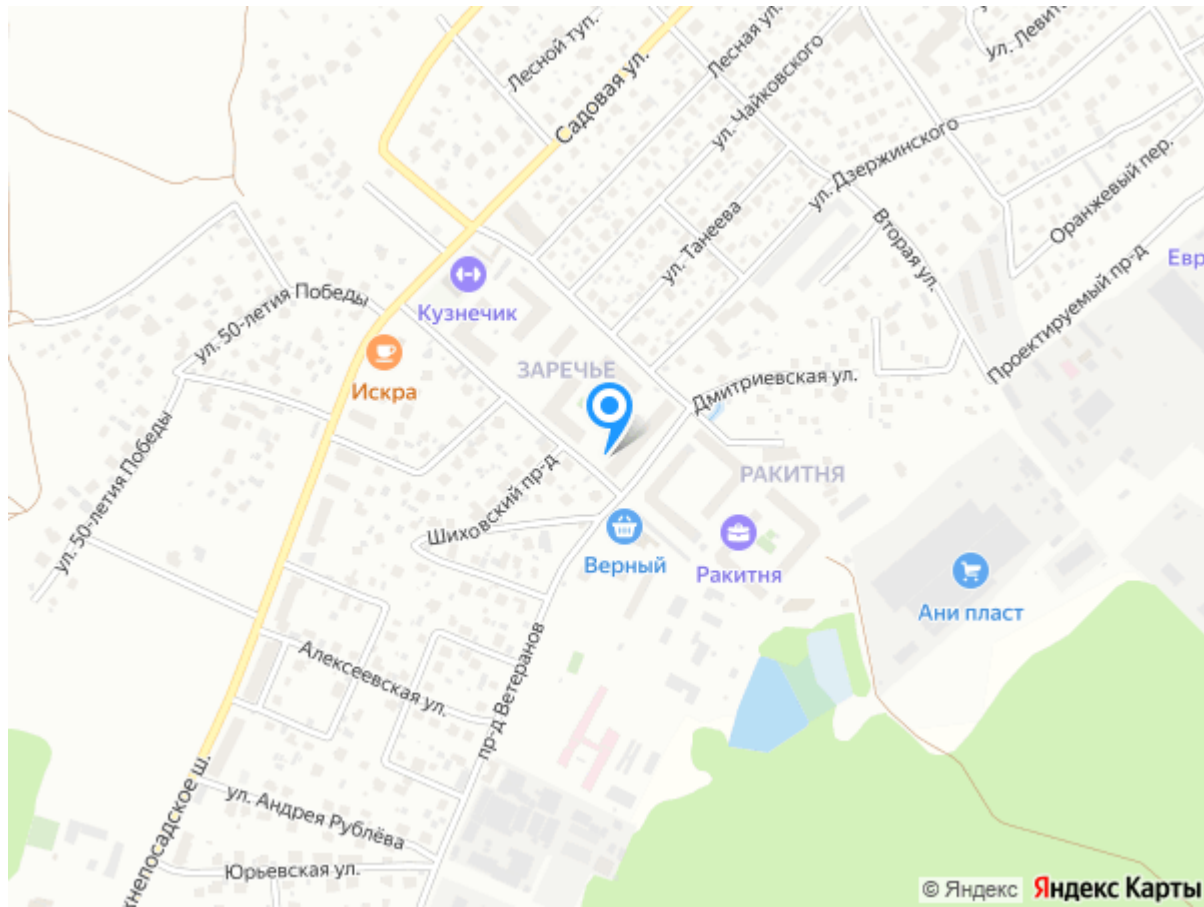 Лесной туп.
Садовая ул.
Лесная ул.
ул. Чайковского
ул. Левит
ул. Дзержинского
Оранжевый пер.
ул. Танеева
Вторая ул.
Проектируемый пр-д
Евр
ул. 50-летия Победы
Кузнечик
Искра
ЗАРЕЧЬЕ
Дмитриевская ул.
ул. 50-летия Победы
Шиховский пр-д
РАКИТНЯ
Верный
Ракитня
Ани пласт
Алексеевская ул.
пр-д Ветеранов
жнепосадское ш.
ул. Андрея Рублёва
Юрьевская ул.
© Яндекс Яндекс Карты